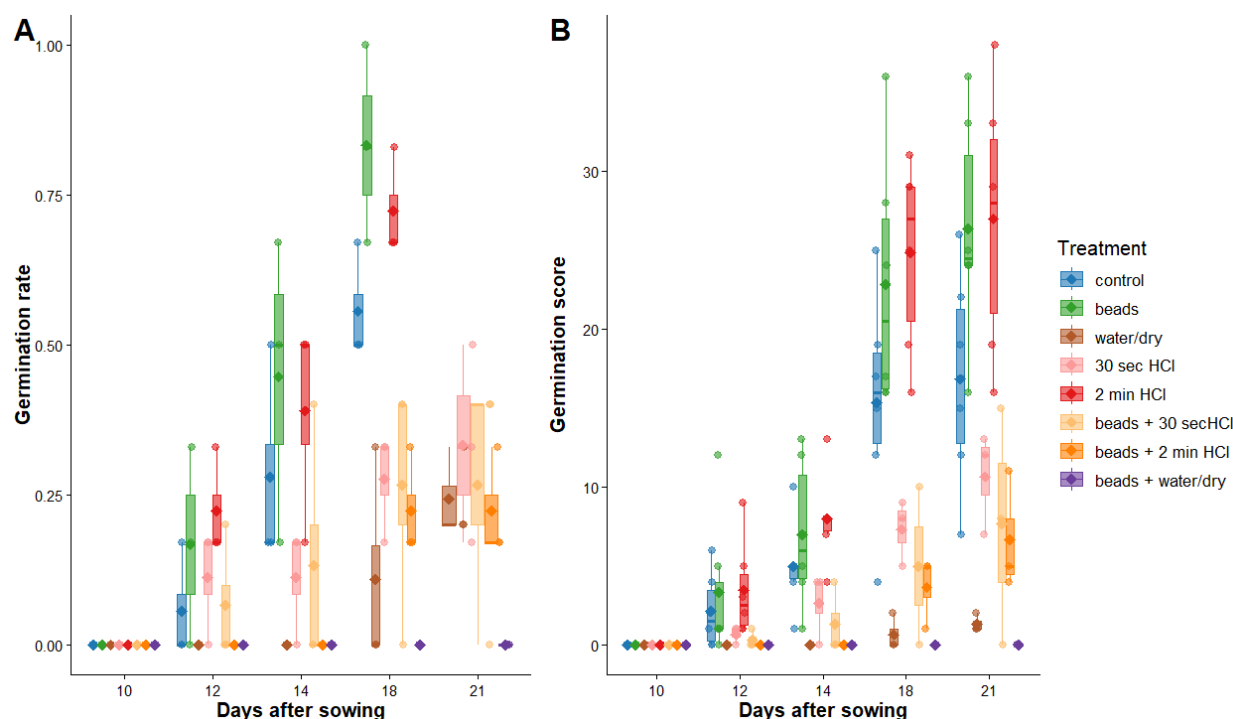 A
Germination rate
1.00
0.75
0.50
0.25
0.00
10 12 14 18 21
Days after sowing
B
Germination score
30
20
10
0
10 12 14 18 21
Days after sowing
Treatment
control
beads
water/dry
30 sec HCl
2 min HCl
beads + 30 secHCl
beads + 2 min HCl
beads + water/dry